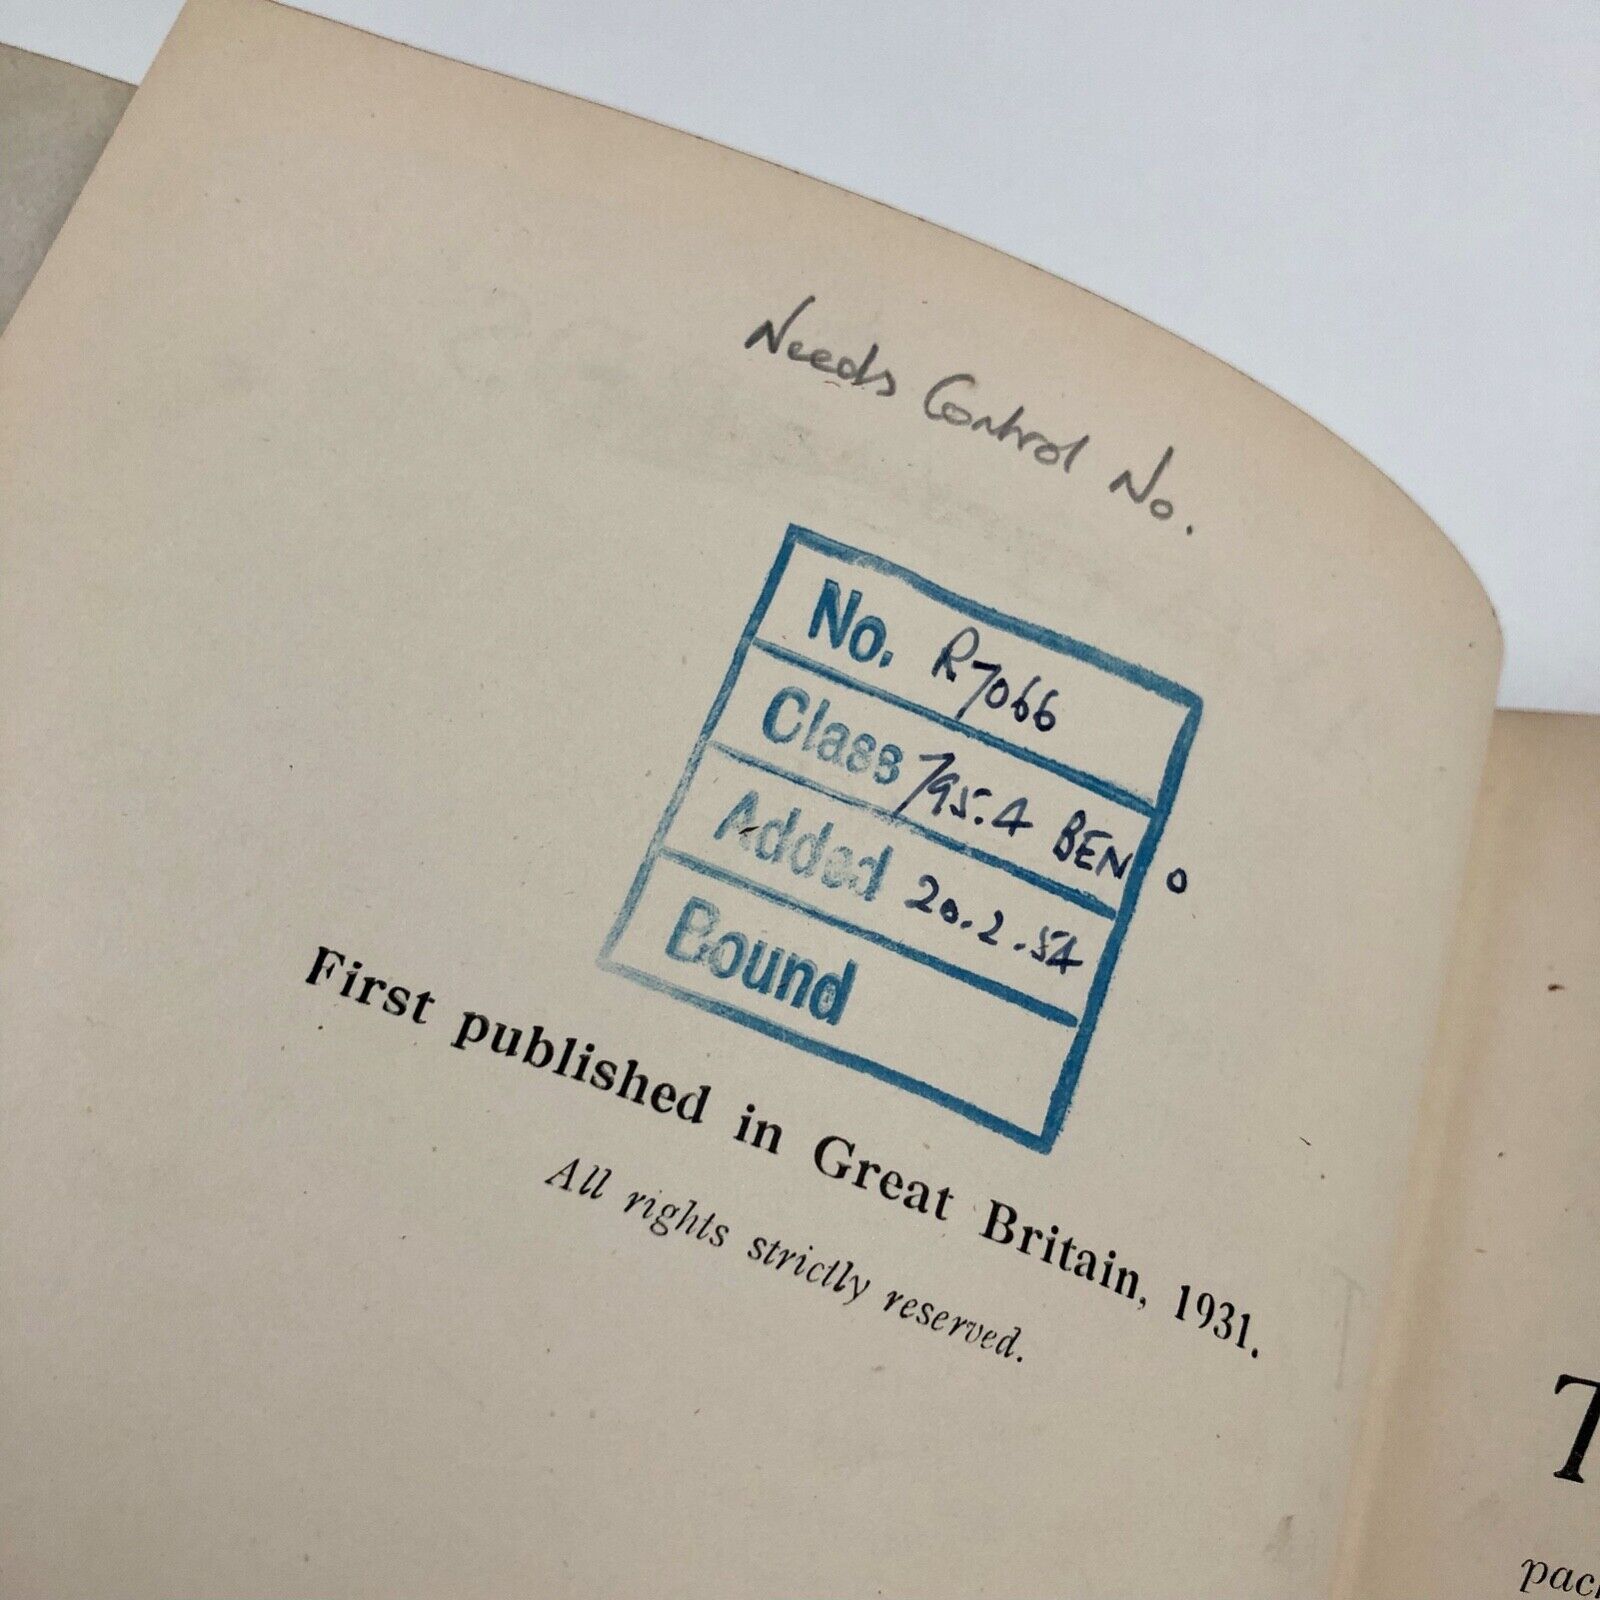 Needs Control No.
No. R7066
Class 795.4 BEN O
Added 20.2.54
Bound
First published in Great Britain, 1931.
All rights strictly reserved.
T
pac